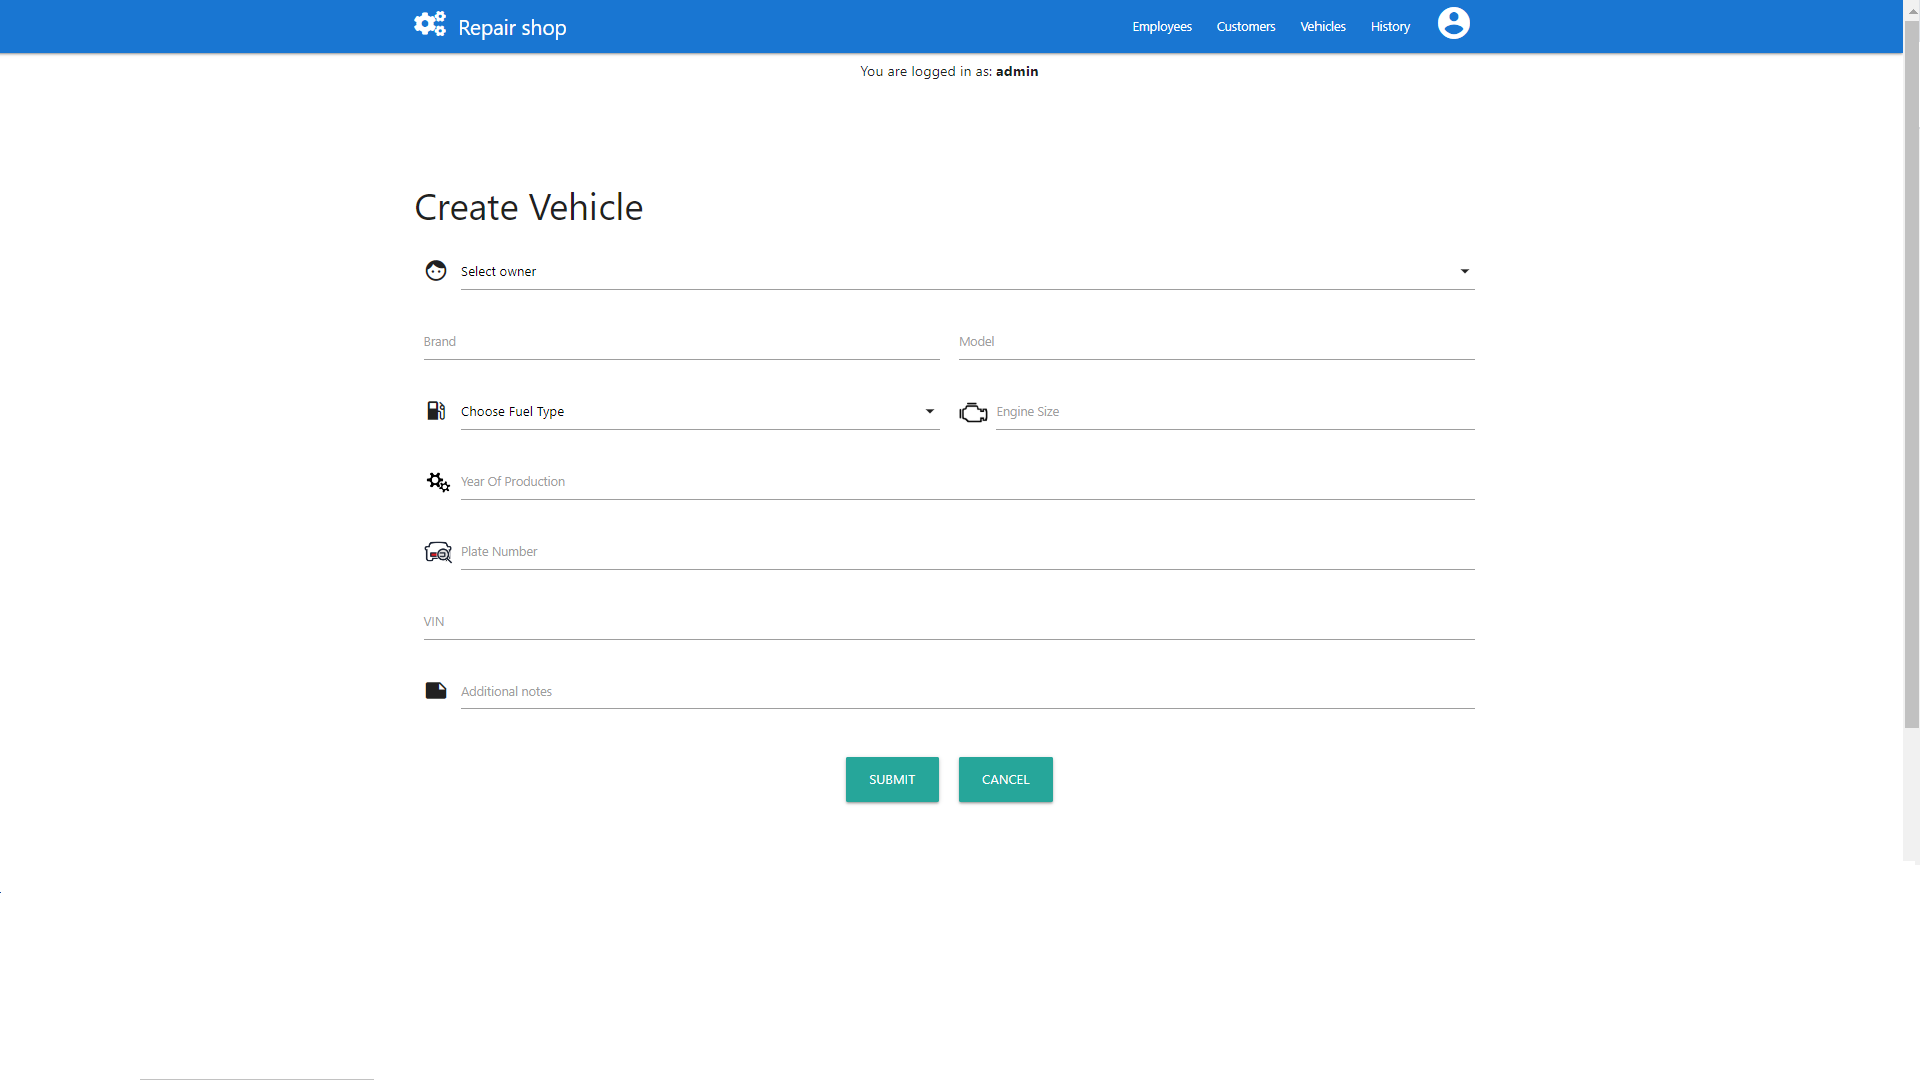 Repair shop
Employees Customers Vehicles History
You are logged in as: admin
Create Vehicle
Select owner
Brand Model
Choose Fuel Type Engine Size
Year Of Production
Plate Number
VIN
Additional notes
SUBMIT CANCEL